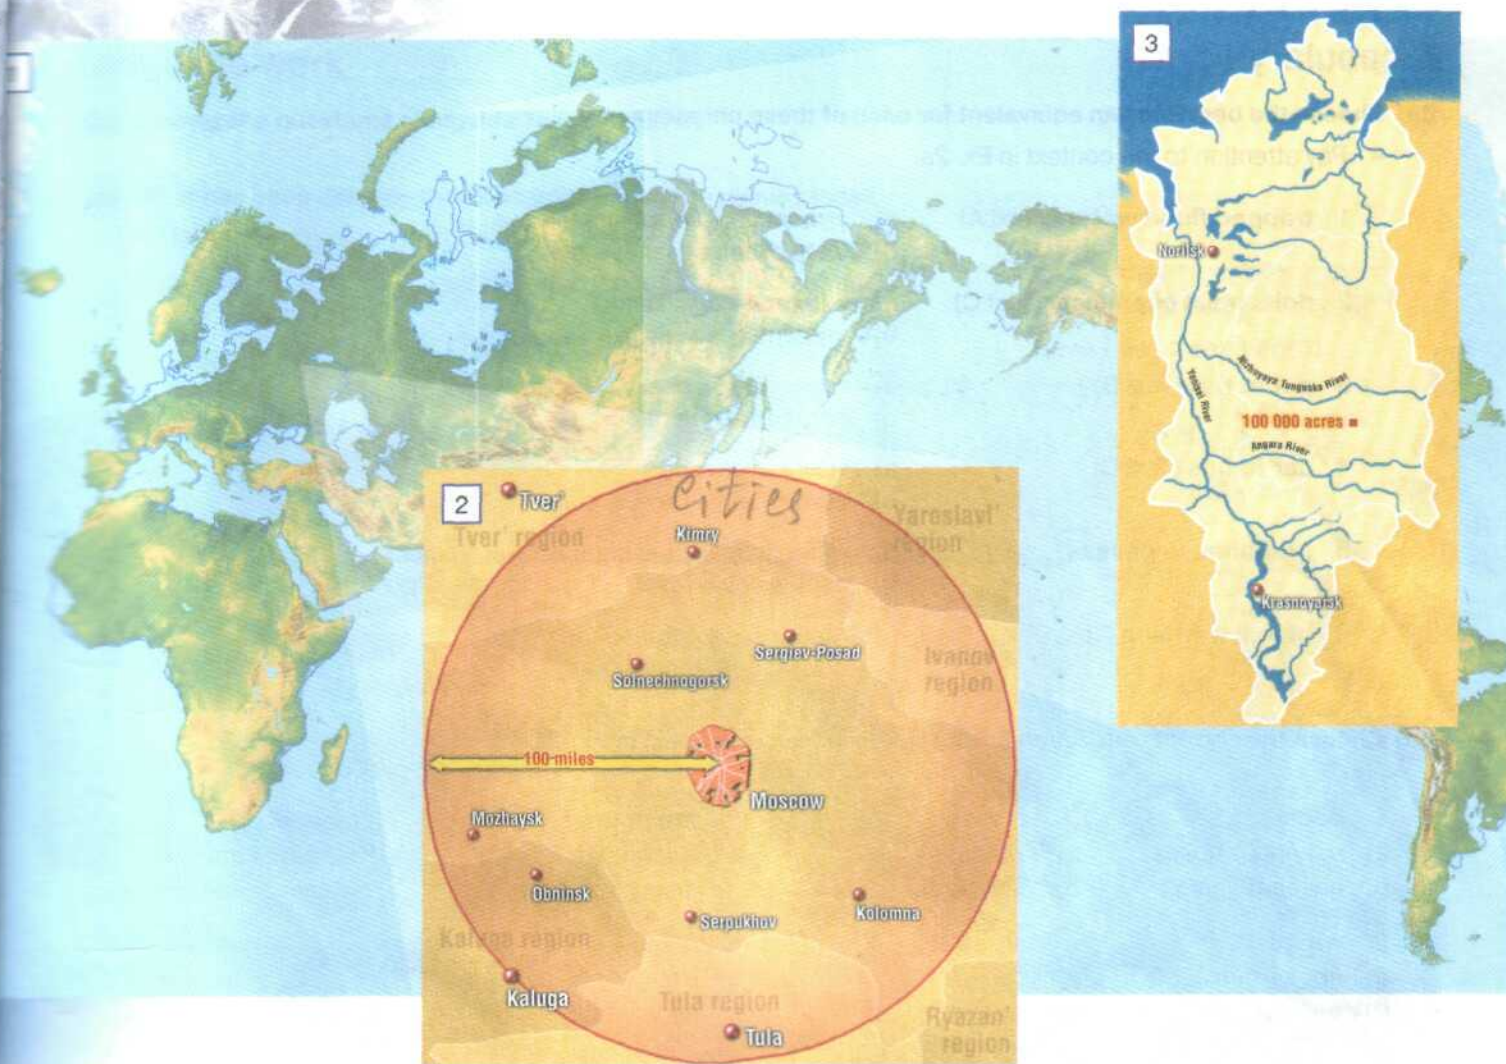 3
Norilsk
Nizhnyaya Tunguska River
Yenisei River
100 000 acres
Angara River
Krasnoyarsk
2
Cities
Tver'
Tver' region
Kimry
Yaroslavl'
region
Sergiev-Posad
Solnechnogorsk
Ivanov
region
100 miles
Moscow
Mozhaysk
Obninsk
Kolomna
Serpukhov
Kaluga region
Kaluga
Tula region
Tula
Ryazan'
region